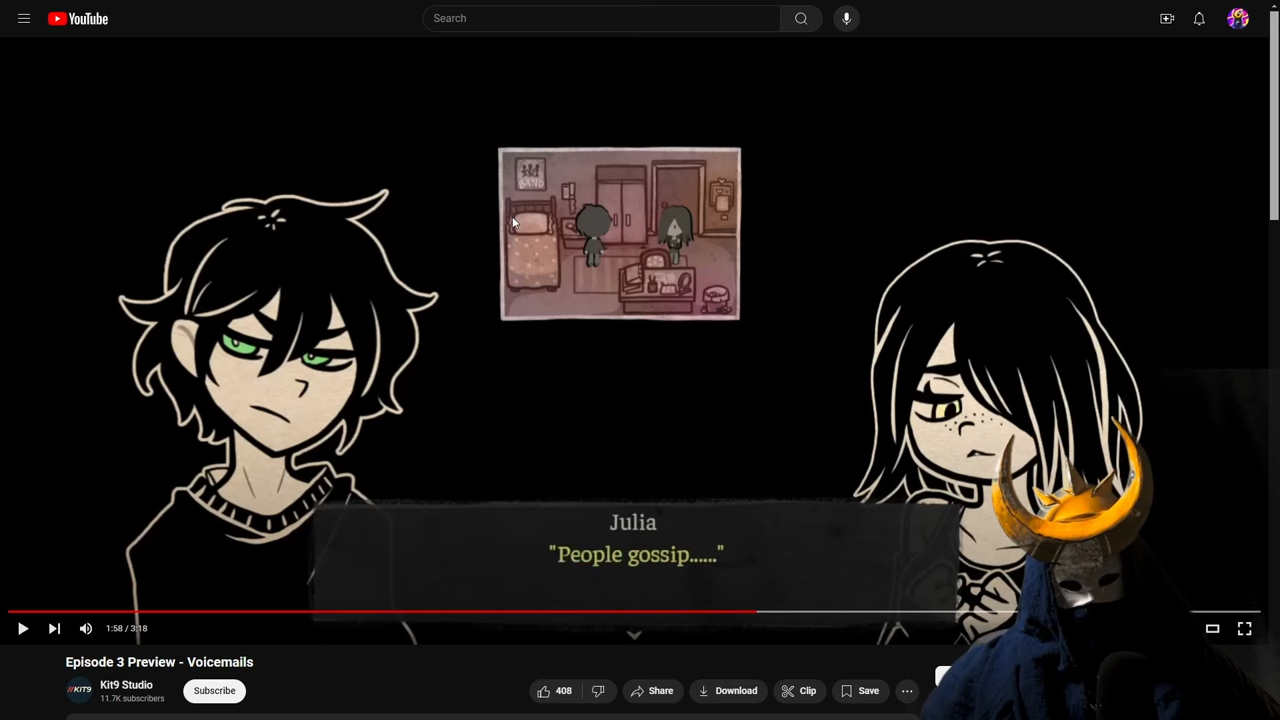 YouTube
Search
BAND
Julia
"People gossip......"
1:58 / 3:18
Episode 3 Preview - Voicemails
//KIT9
Kit9 Studio
11.7K subscribers
Subscribe
408
Share
Download
Clip
Save